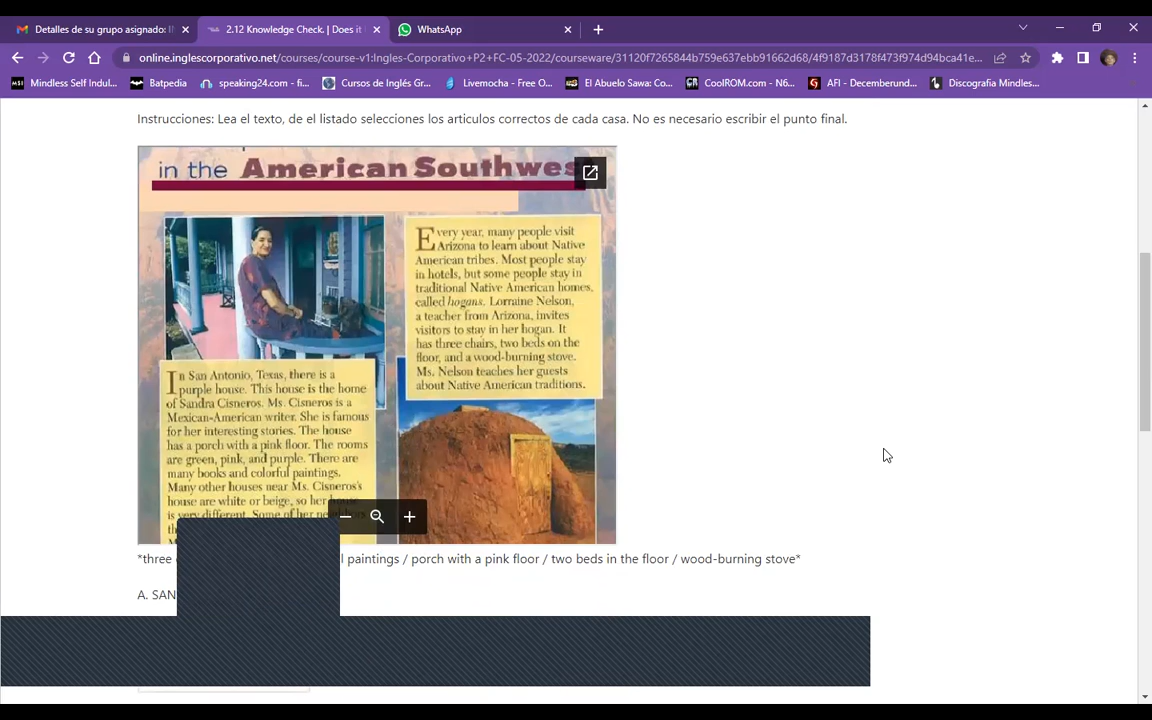 Detalles de su grupo asignado: I
2.12 Knowledge Check. | Does it
WhatsApp
online.inglescorporativo.net/courses/course-v1:Ingles-Corporativo+P2+FC-05-2022/courseware/31120f7265844b759e637ebb91662d68/4f9187d3178f473f974d94bca41e...
Mindless Self Indul...
Batpedia
speaking24.com - fi...
Cursos de Inglés Gr...
Livemocha - Free O...
El Abuelo Sawa: Co...
CoolROM.com - N6...
AFI - Decemberund...
Discografia Mindles...
Instrucciones: Lea el texto, de el listado selecciones los articulos correctos de cada casa. No es necesario escribir el punto final.
in the American Southwes
Every year, many people visit
Arizona to learn about Native
American tribes. Most people stay
in hotels, but some people stay in
traditional Native American homes,
called hogans. Lorraine Nelson,
a teacher from Arizona, invites
visitors to stay in her hogan. It
has three chairs, two beds on the
floor, and a wood-burning stove.
Ms. Nelson teaches her guests
about Native American traditions.
In San Antonio, Texas, there is a
purple house. This house is the home
of Sandra Cisneros. Ms. Cisneros is a
Mexican-American writer. She is famous
for her interesting stories. The house
has a porch with a pink floor. The rooms
are green, pink, and purple. There are
many books and colorful paintings.
Many other houses near Ms. Cisneros's
house are white or beige, so her house
is very different. Some of her
*three
paintings / porch with a pink floor / two beds in the floor / wood-burning stove*
A. SAN